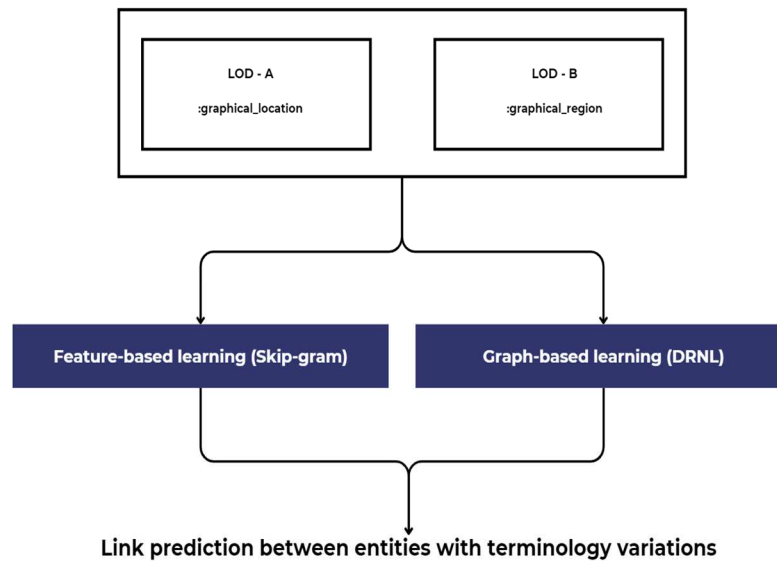 LOD - A
:graphical_location
LOD - B
:graphical_region
Feature-based learning (Skip-gram)
Graph-based learning (DRNL)
Link prediction between entities with terminology variations